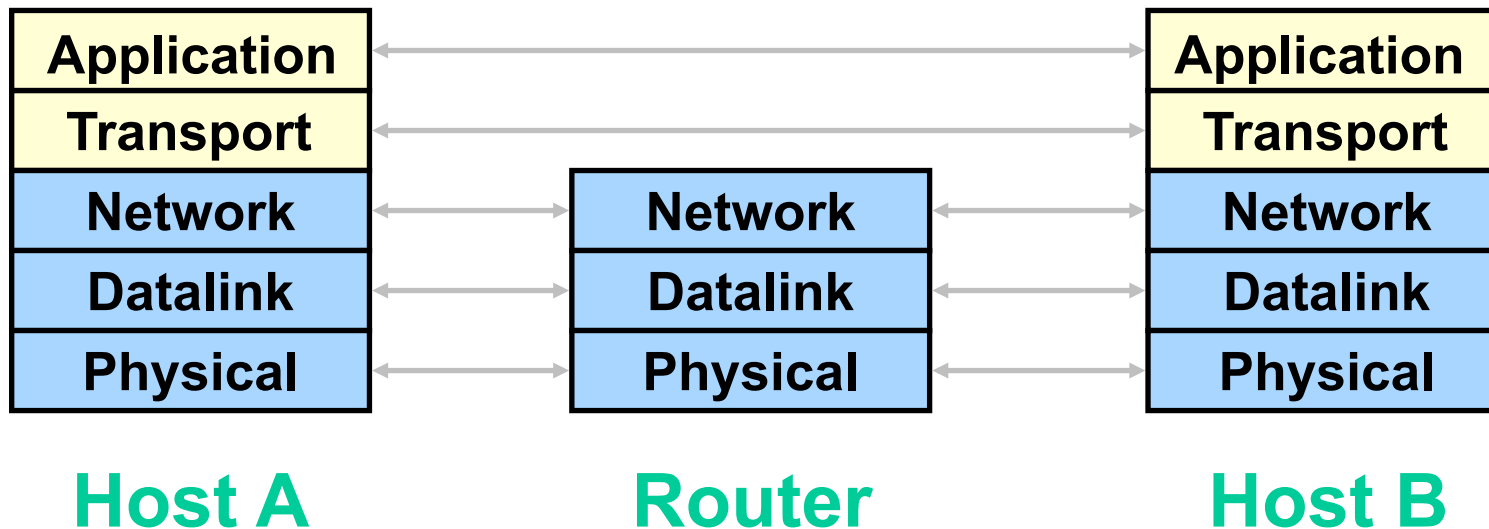 Application
Application
Transport
Transport
Network
Network
Network
Datalink
Datalink
Datalink
Physical
Physical
Physical
Host A
Router
Host B